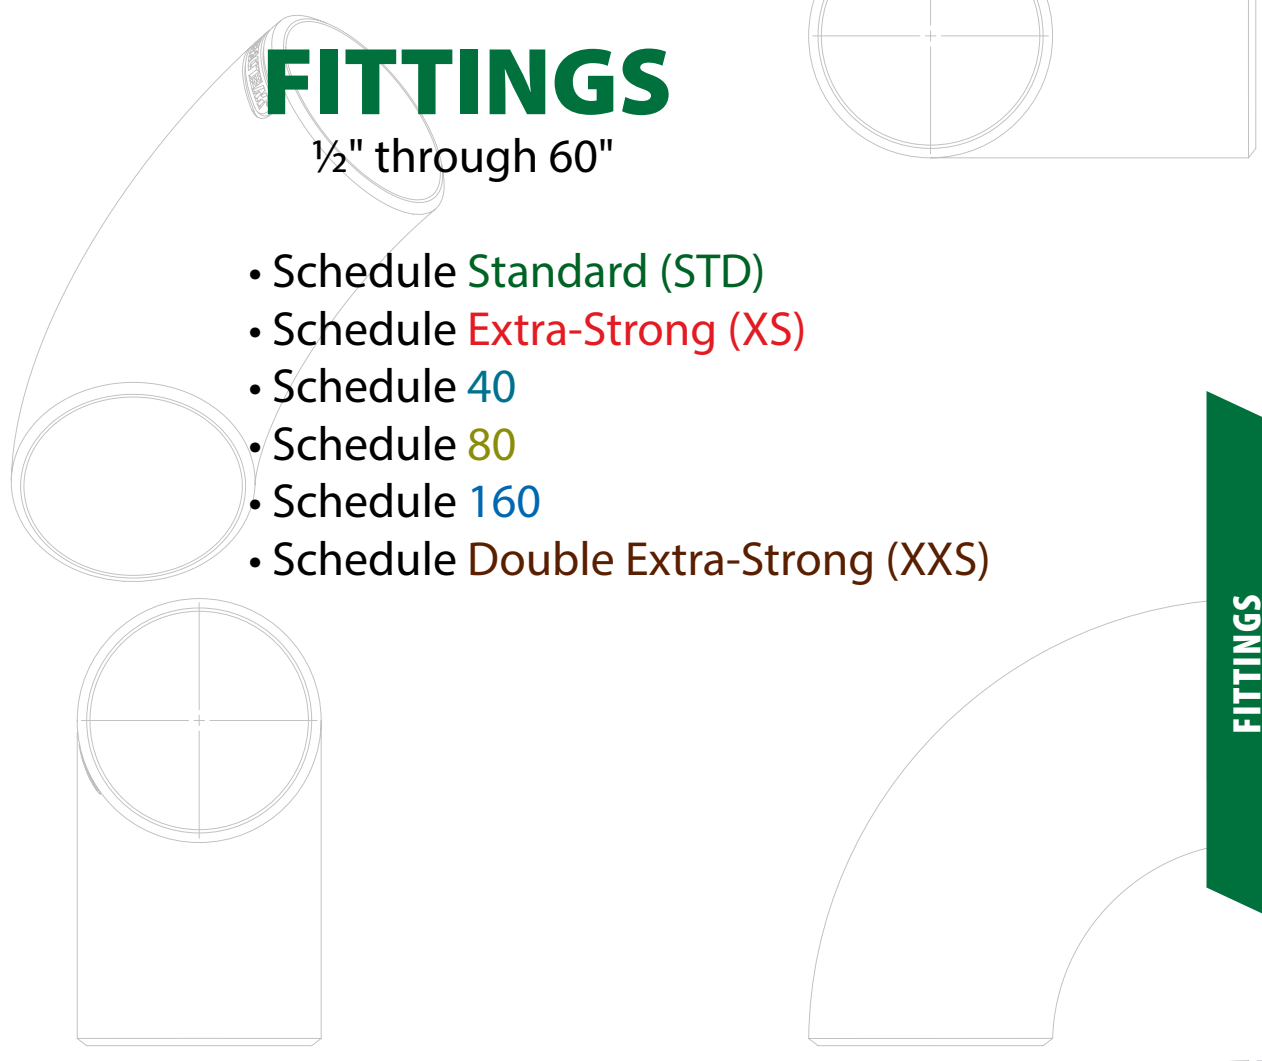 FITTINGS
½" through 60"
• Schedule Standard (STD)
• Schedule Extra-Strong (XS)
• Schedule 40
• Schedule 80
• Schedule 160
• Schedule Double Extra-Strong (XXS)
FITTINGS